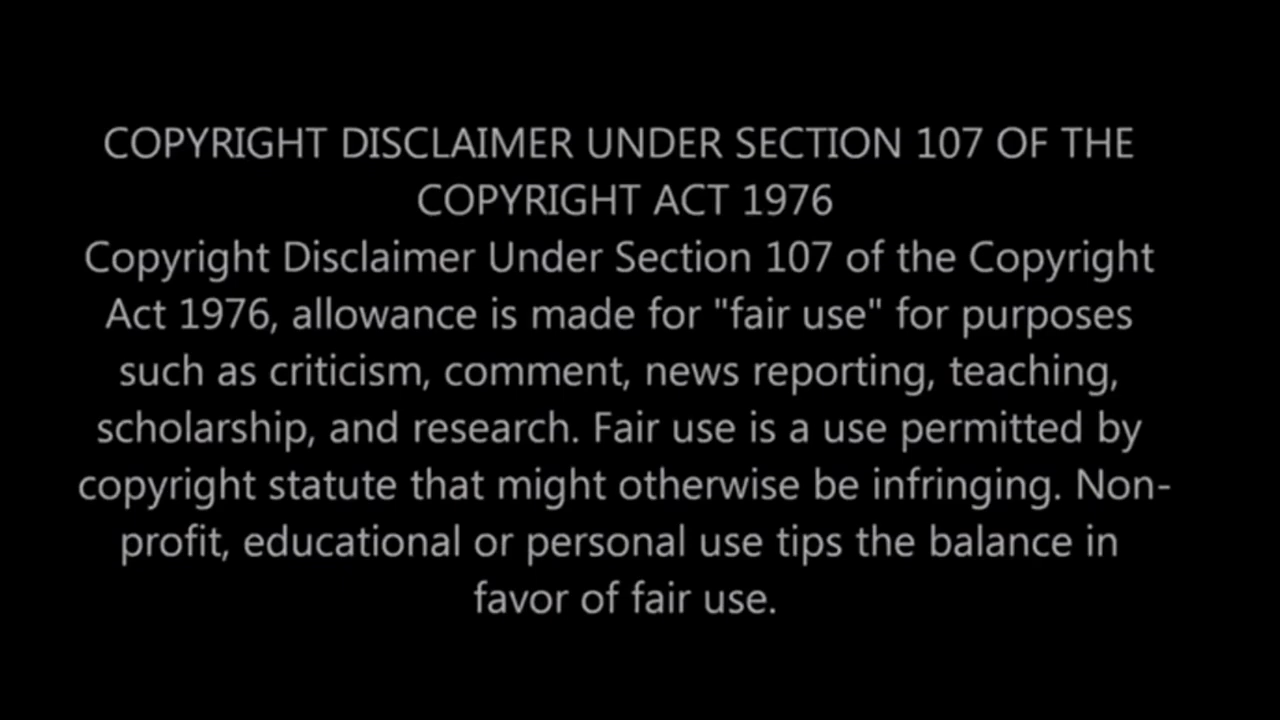 COPYRIGHT DISCLAIMER UNDER SECTION 107 OF THE
COPYRIGHT ACT 1976
Copyright Disclaimer Under Section 107 of the Copyright
Act 1976, allowance is made for "fair use" for purposes
such as criticism, comment, news reporting, teaching,
scholarship, and research. Fair use is a use permitted by
copyright statute that might otherwise be infringing. Non-
profit, educational or personal use tips the balance in
favor of fair use.